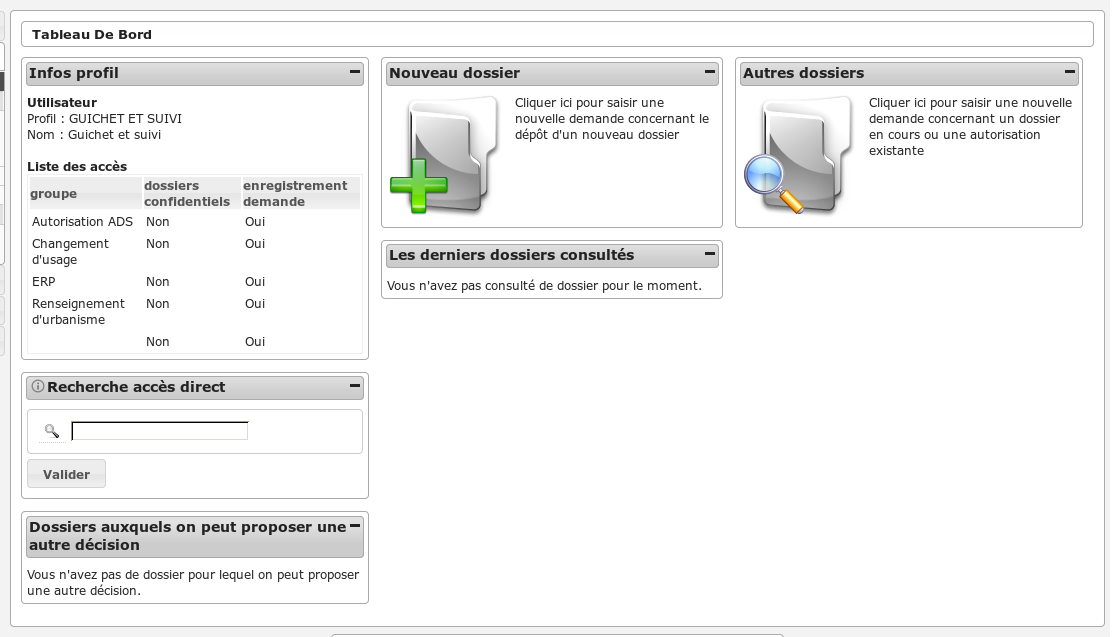 Tableau De Bord
Infos profil
Utilisateur
Profil : GUICHET ET SUIVI
Nom : Guichet et suivi
Liste des accès
groupe dossiers confidentiels enregistrement demande
Autorisation ADS Non Oui
Changement d'usage Non Oui
ERP Non Oui
Renseignement d'urbanisme Non Oui
Non Oui
Recherche accès direct
Valider
Dossiers auxquels on peut proposer une
autre décision
Vous n'avez pas de dossier pour lequel on peut proposer
une autre décision.
Nouveau dossier
Cliquer ici pour saisir une
nouvelle demande concernant le
dépôt d'un nouveau dossier
Les derniers dossiers consultés
Vous n'avez pas consulté de dossier pour le moment.
Autres dossiers
Cliquer ici pour saisir une nouvelle
demande concernant un dossier
en cours ou une autorisation
existante